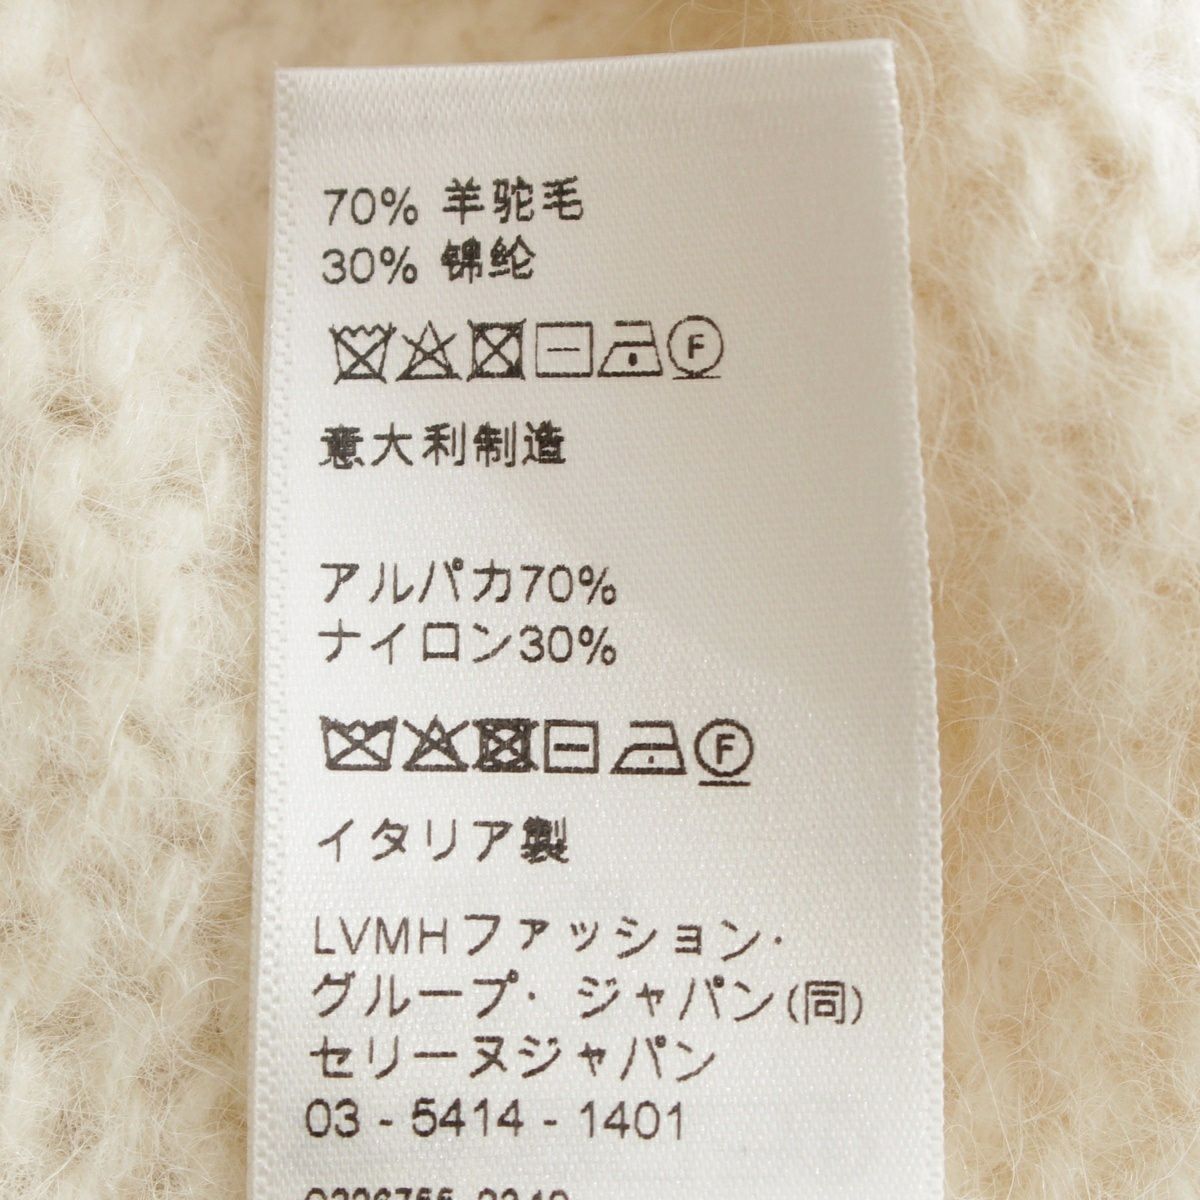 70% 羊驼毛
30% 锦纶
F
意大利制造
アルパカ70%
ナイロン30%
F
イタリア製
LVMHファッション・
グループ・ ジャパン(同)
セリーヌジャパン
03 - 5414 - 1401